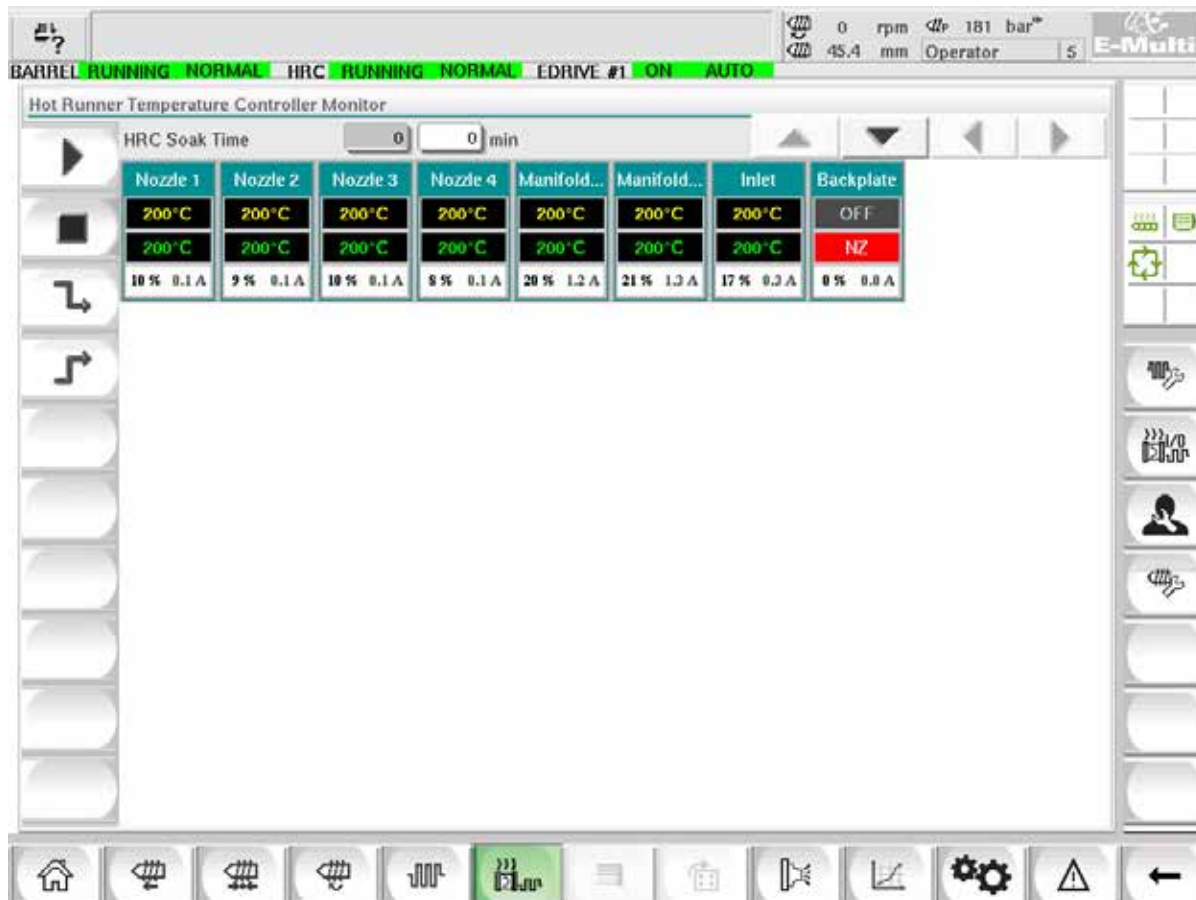 0 rpm 181 bar
E-Multi
45.4 mm Operator 5
BARREL RUNNING NORMAL HRC RUNNING NORMAL EDRIVE #1 ON AUTO
Hot Runner Temperature Controller Monitor
HRC Soak Time 0 0 min
Nozzle 1 Nozzle 2 Nozzle 3 Nozzle 4 Manifold... Manifold... Inlet Backplate
200°C 200°C 200°C 200°C 200°C 200°C 200°C OFF
200°C 200°C 200°C 200°C 200°C 200°C 200°C NZ
10 % 0.1 A 9 % 0.1 A 10 % 0.1 A 8 % 0.1 A 20 % 1.2 A 21 % 1.3 A 17 % 0.3 A 0 % 0.0 A
I/O